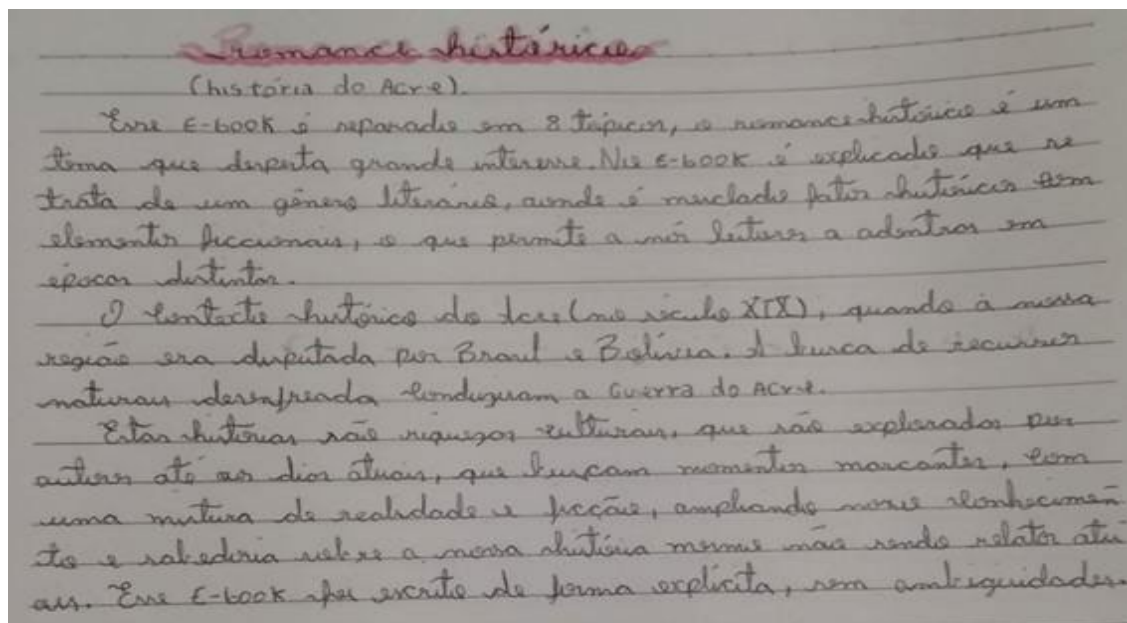 romance histórico
(história do Acre).
Esse E-book é separado em 8 tópicos, o romance histórico é um
tema que desperta grande interesse. No E-book é explicado que se
trata de um gênero literário, aonde é mesclado fatos históricos com
elementos ficcionais, o que permite a nós leitores a adentrar em
épocas distintas.
O contexto histórico do Acre (no século XIX), quando à nossa
região era disputada por Brasil e Bolívia. A busca de recursos
naturais desenfreada conduziram a Guerra do Acre.
Estas histórias são riquezas culturais, que são explorados por
autores até os dias atuais, que buscam momentos marcantes, com
uma mistura de realidade e ficção, ampliando nosso conhecimen
to e sabedoria sobre a nossa história mesmo não sendo relatos atu
ais. Esse E-book foi escrito de forma explícita, sem ambiguidades.